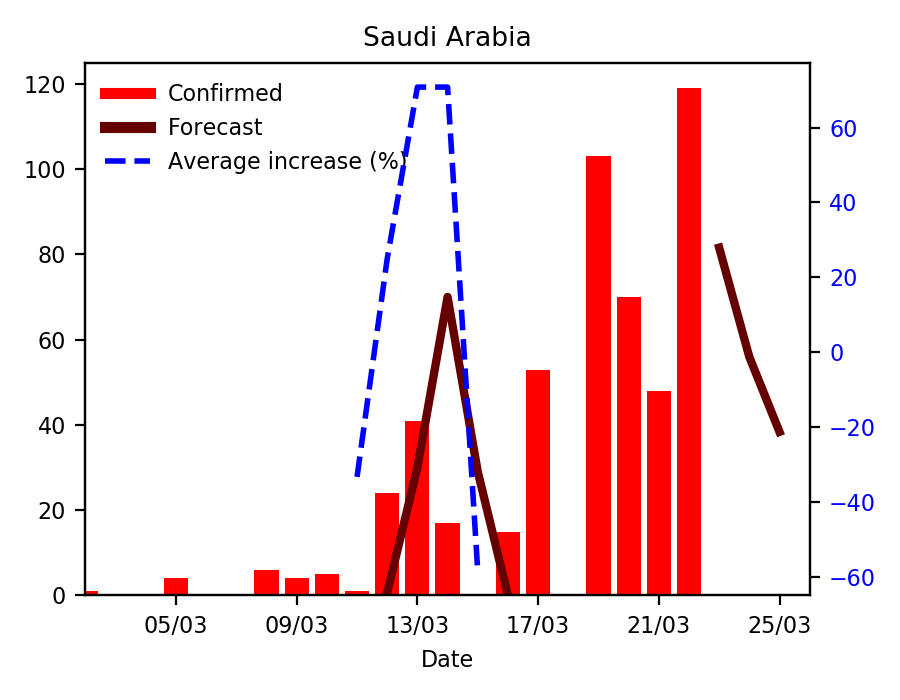 Saudi Arabia
Confirmed
Forecast
Average increase (%)
120
100
80
60
40
20
0
60
40
20
0
−20
−40
−60
05/03 09/03 13/03 17/03 21/03 25/03
Date